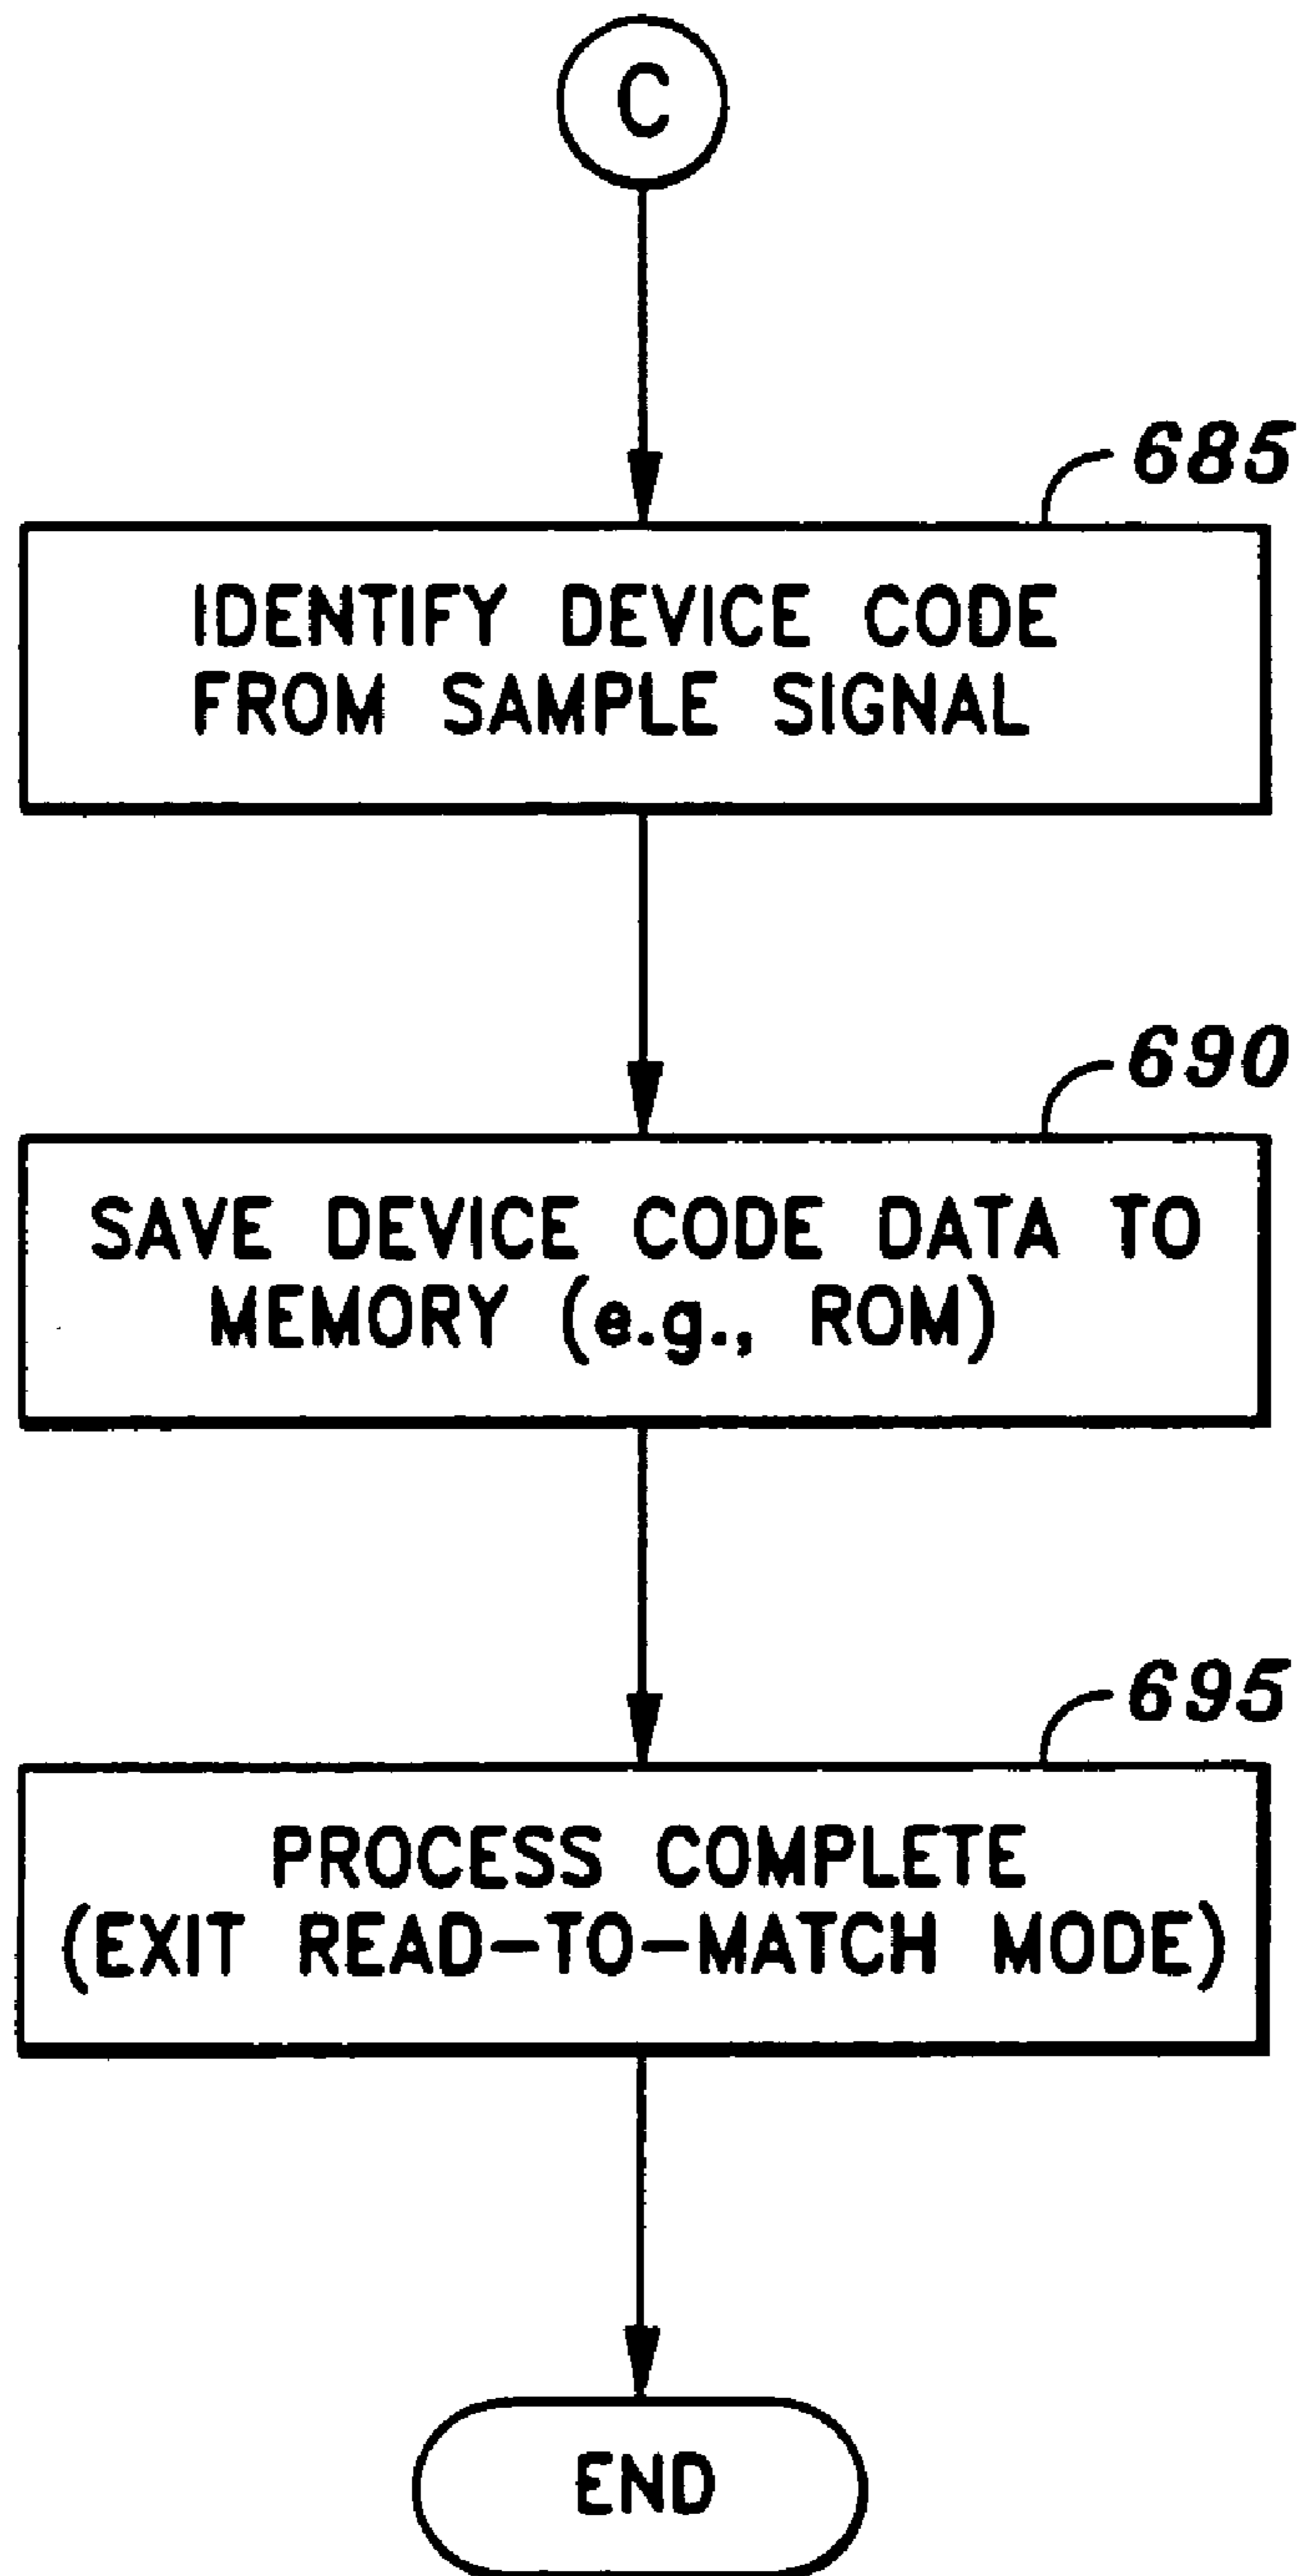 C
685
IDENTIFY DEVICE CODE
FROM SAMPLE SIGNAL
690
SAVE DEVICE CODE DATA TO
MEMORY (e.g., ROM)
695
PROCESS COMPLETE
(EXIT READ-TO-MATCH MODE)
END